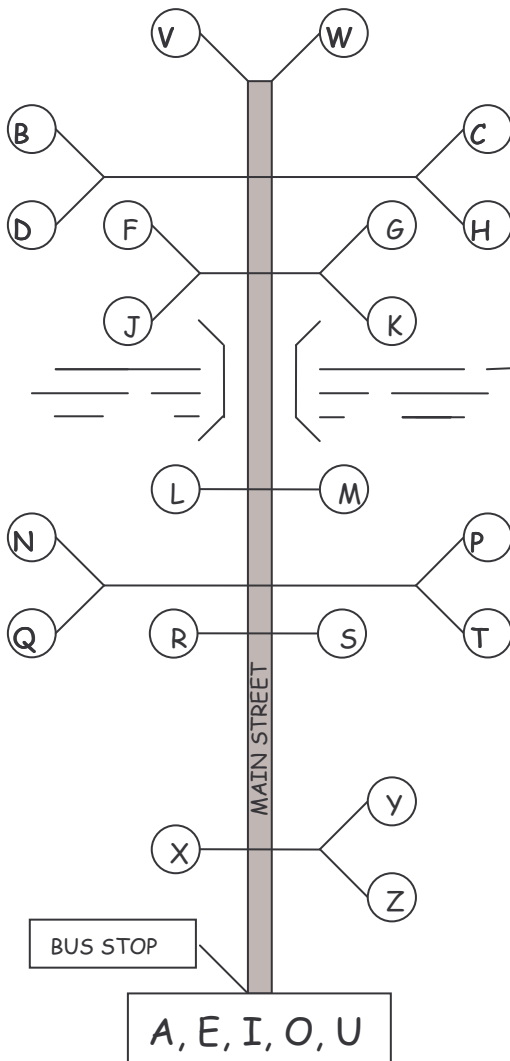 V W
B C
D F G H
J K
L M
N P
Q R S T
MAIN STREET
Y
X
Z
BUS STOP
A, E, I, O, U